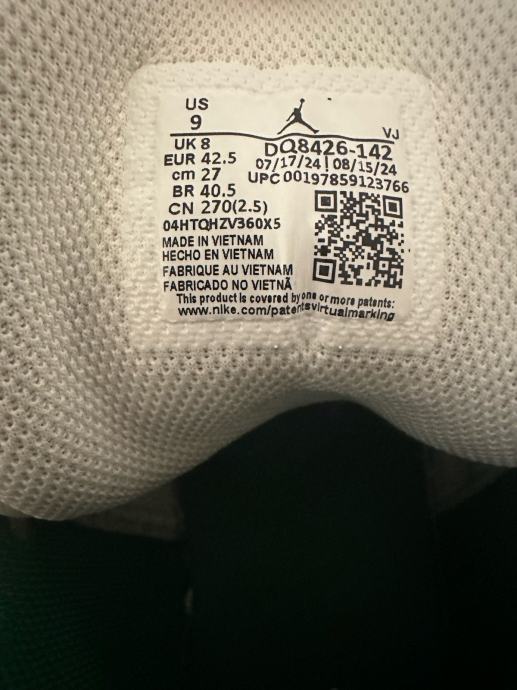 US
9
VJ
UK 8
EUR 42.5
cm 27
BR 40.5
CN 270(2.5)
DQ8426-142
07/17/24 | 08/15/24
UPC 00197859123766
04HTQHZV360X5
MADE IN VIETNAM
HECHO EN VIETNAM
FABRIQUE AU VIETNAM
FABRICADO NO VIETNÃ
This product is covered by one or more patents:
www.nike.com/patentsvirtualmarking